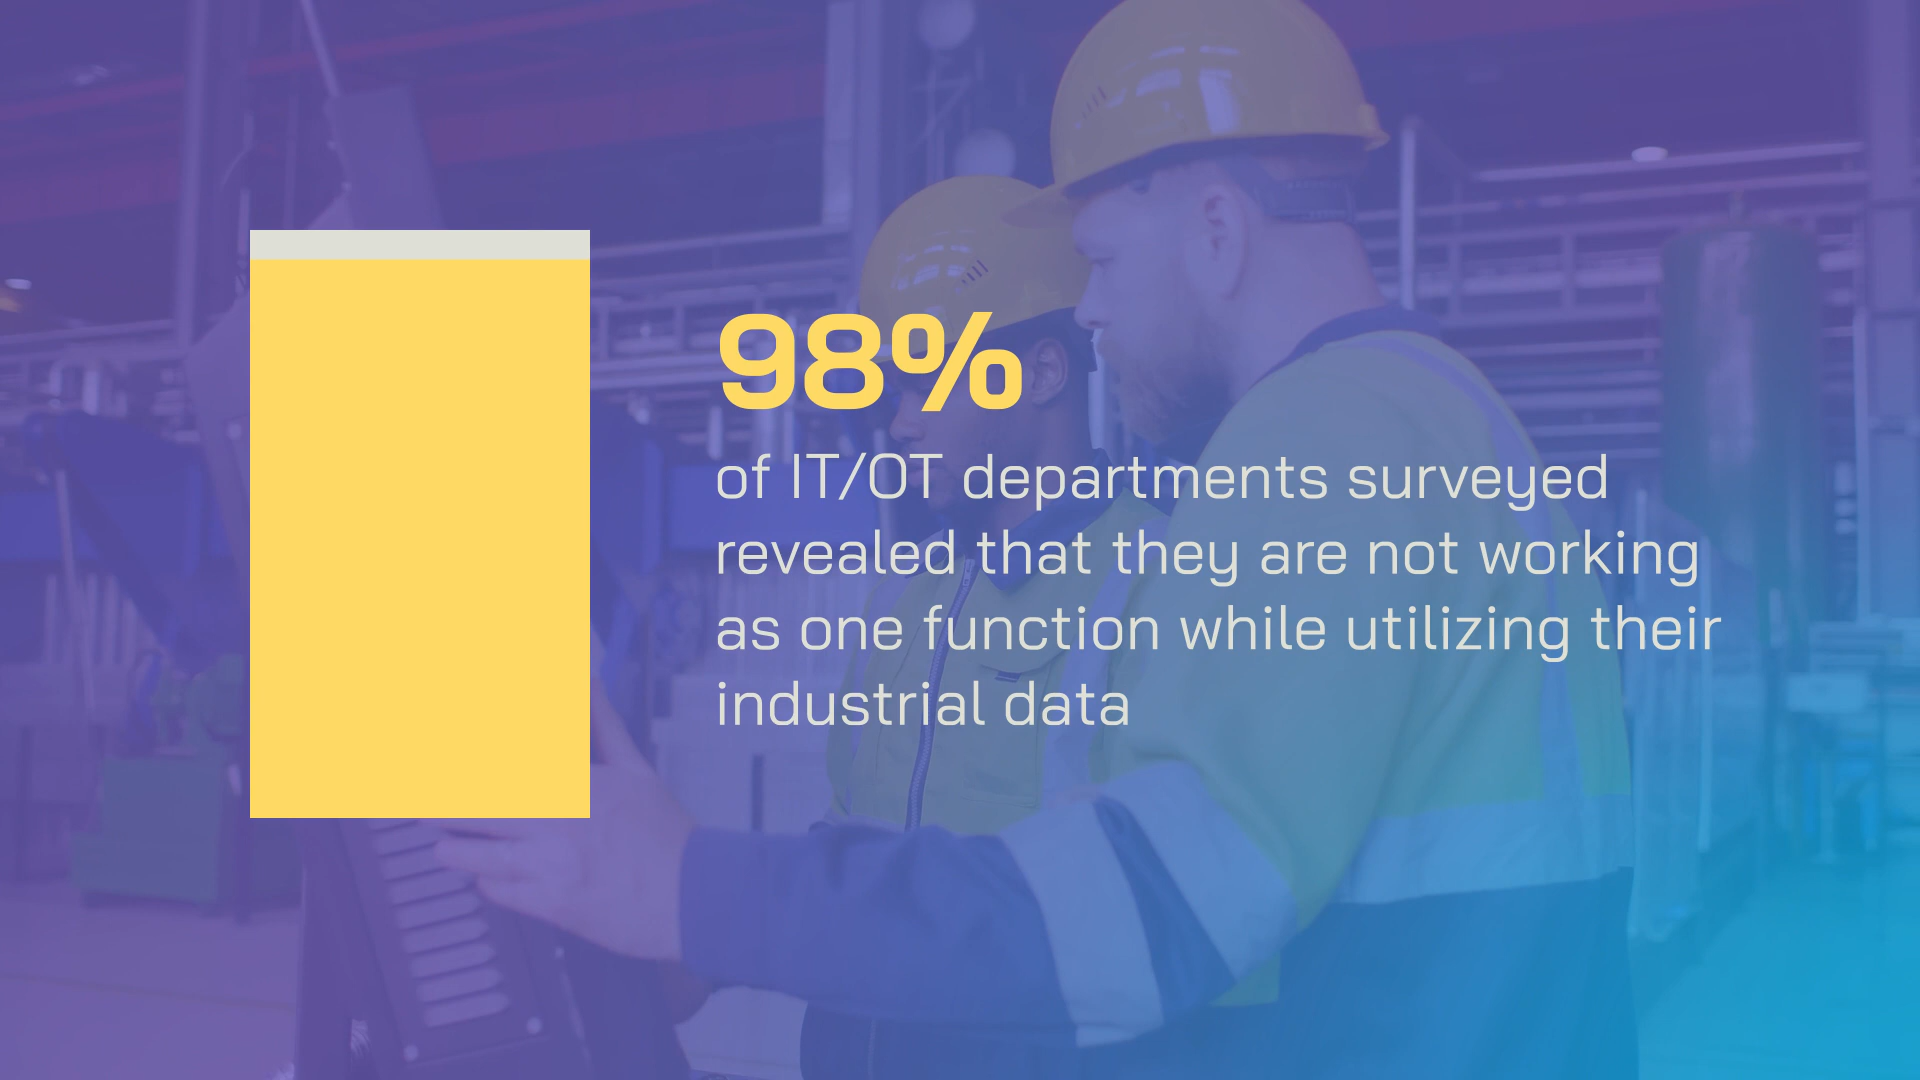 98%
of IT/OT departments surveyed
revealed that they are not working
as one function while utilizing their
industrial data